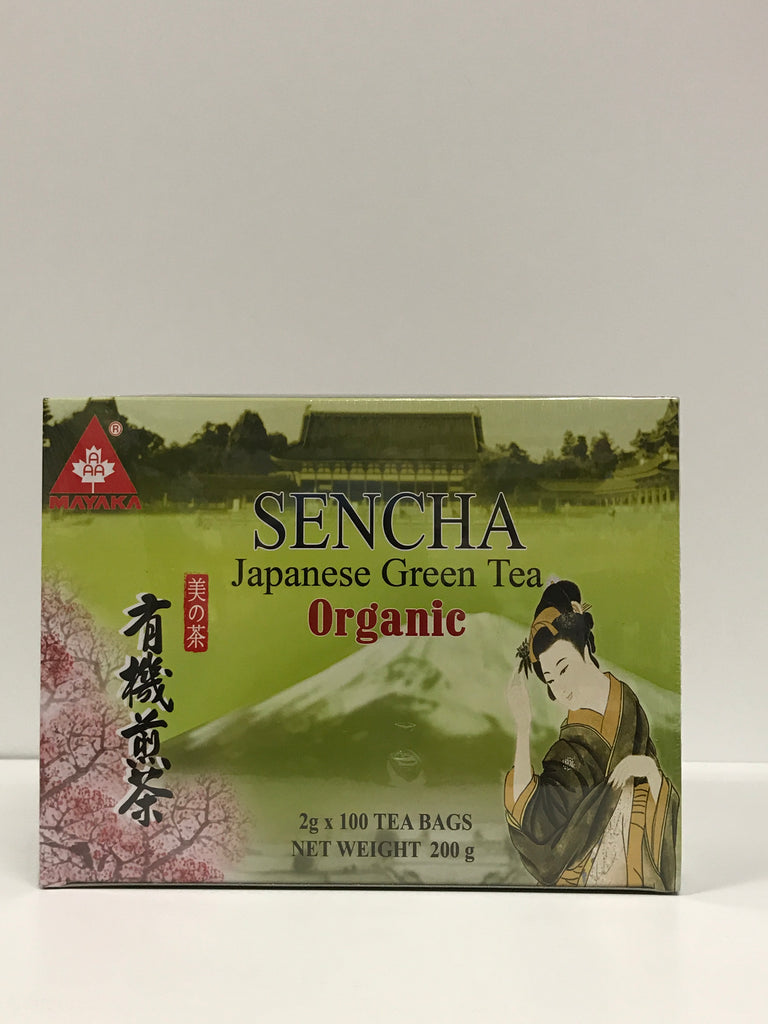 ®
A
AAA
MAYAKA
SENCHA
Japanese Green Tea
Organic
美の茶
有機煎茶
2g x 100 TEA BAGS
NET WEIGHT 200 g